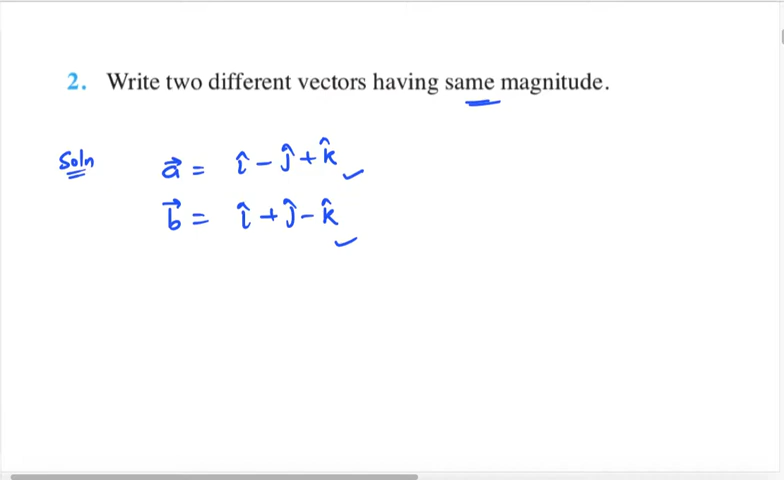 2. Write two different vectors having same magnitude.
Soln
a⃗ = î − ĵ + k̂
b⃗ = î + ĵ − k̂